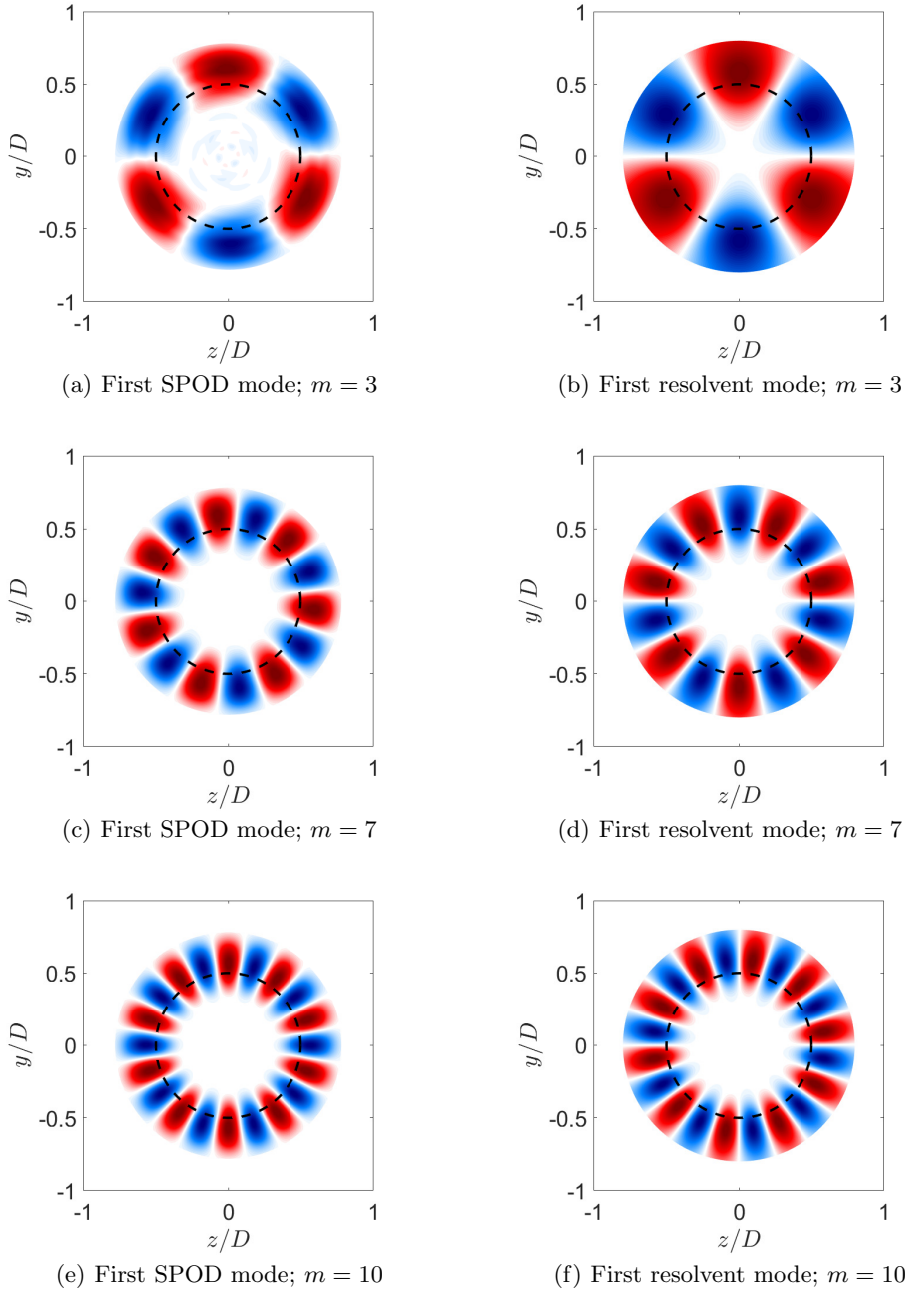 1
0.5
0
-0.5
-1
y/D
-1 0 1
z/D
(a) First SPOD mode; m = 3
1
0.5
0
-0.5
-1
y/D
-1 0 1
z/D
(b) First resolvent mode; m = 3
1
0.5
0
-0.5
-1
y/D
-1 0 1
z/D
(c) First SPOD mode; m = 7
1
0.5
0
-0.5
-1
y/D
-1 0 1
z/D
(d) First resolvent mode; m = 7
1
0.5
0
-0.5
-1
y/D
-1 0 1
z/D
(e) First SPOD mode; m = 10
1
0.5
0
-0.5
-1
y/D
-1 0 1
z/D
(f) First resolvent mode; m = 10